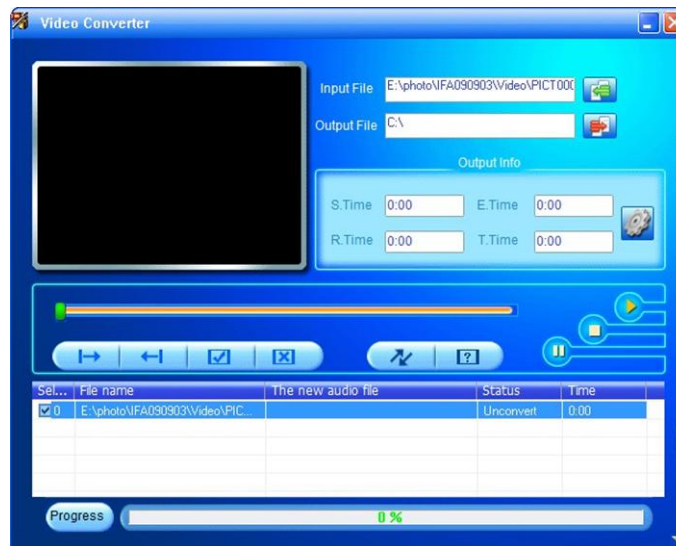 Video Converter
Input File E:\photo\IFA090903\Video\PICT000
Output File C:\
Output Info
S.Time 0:00 E.Time 0:00
R.Time 0:00 T.Time 0:00
Sel... File name The new audio file Status Time
0 E:\photo\IFA090903\Video\PIC... Unconvert 0:00
Progress 0 %